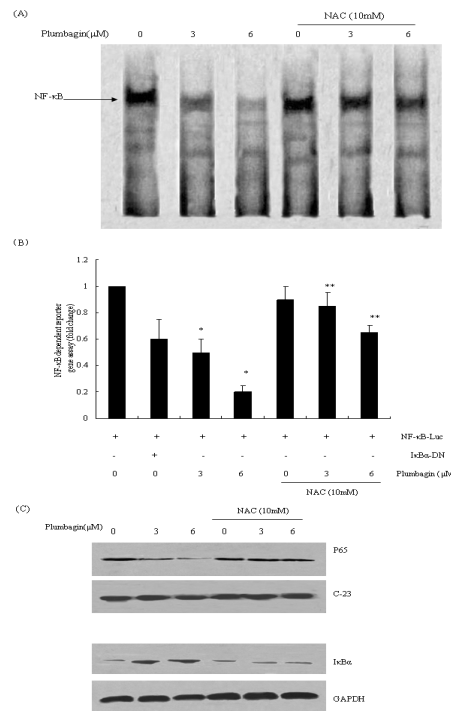 (A)
NAC (10mM)
Plumbagin(μM) 0 3 6 0 3 6
NF-κB
(B)
NF-κB dependent reporter
gene assay (fold change)
1.2
1
0.8
0.6
0.4
0.2
0
* * ** **
+ + + + + + + NF-κB-Luc
- + - - - - - IκBα-DN
0 0 3 6 0 3 6 Plumbagin (μM
NAC (10mM)
(C)
NAC (10mM)
Plumbagin(μM) 0 3 6 0 3 6
P65
C-23
IκBα
GAPDH